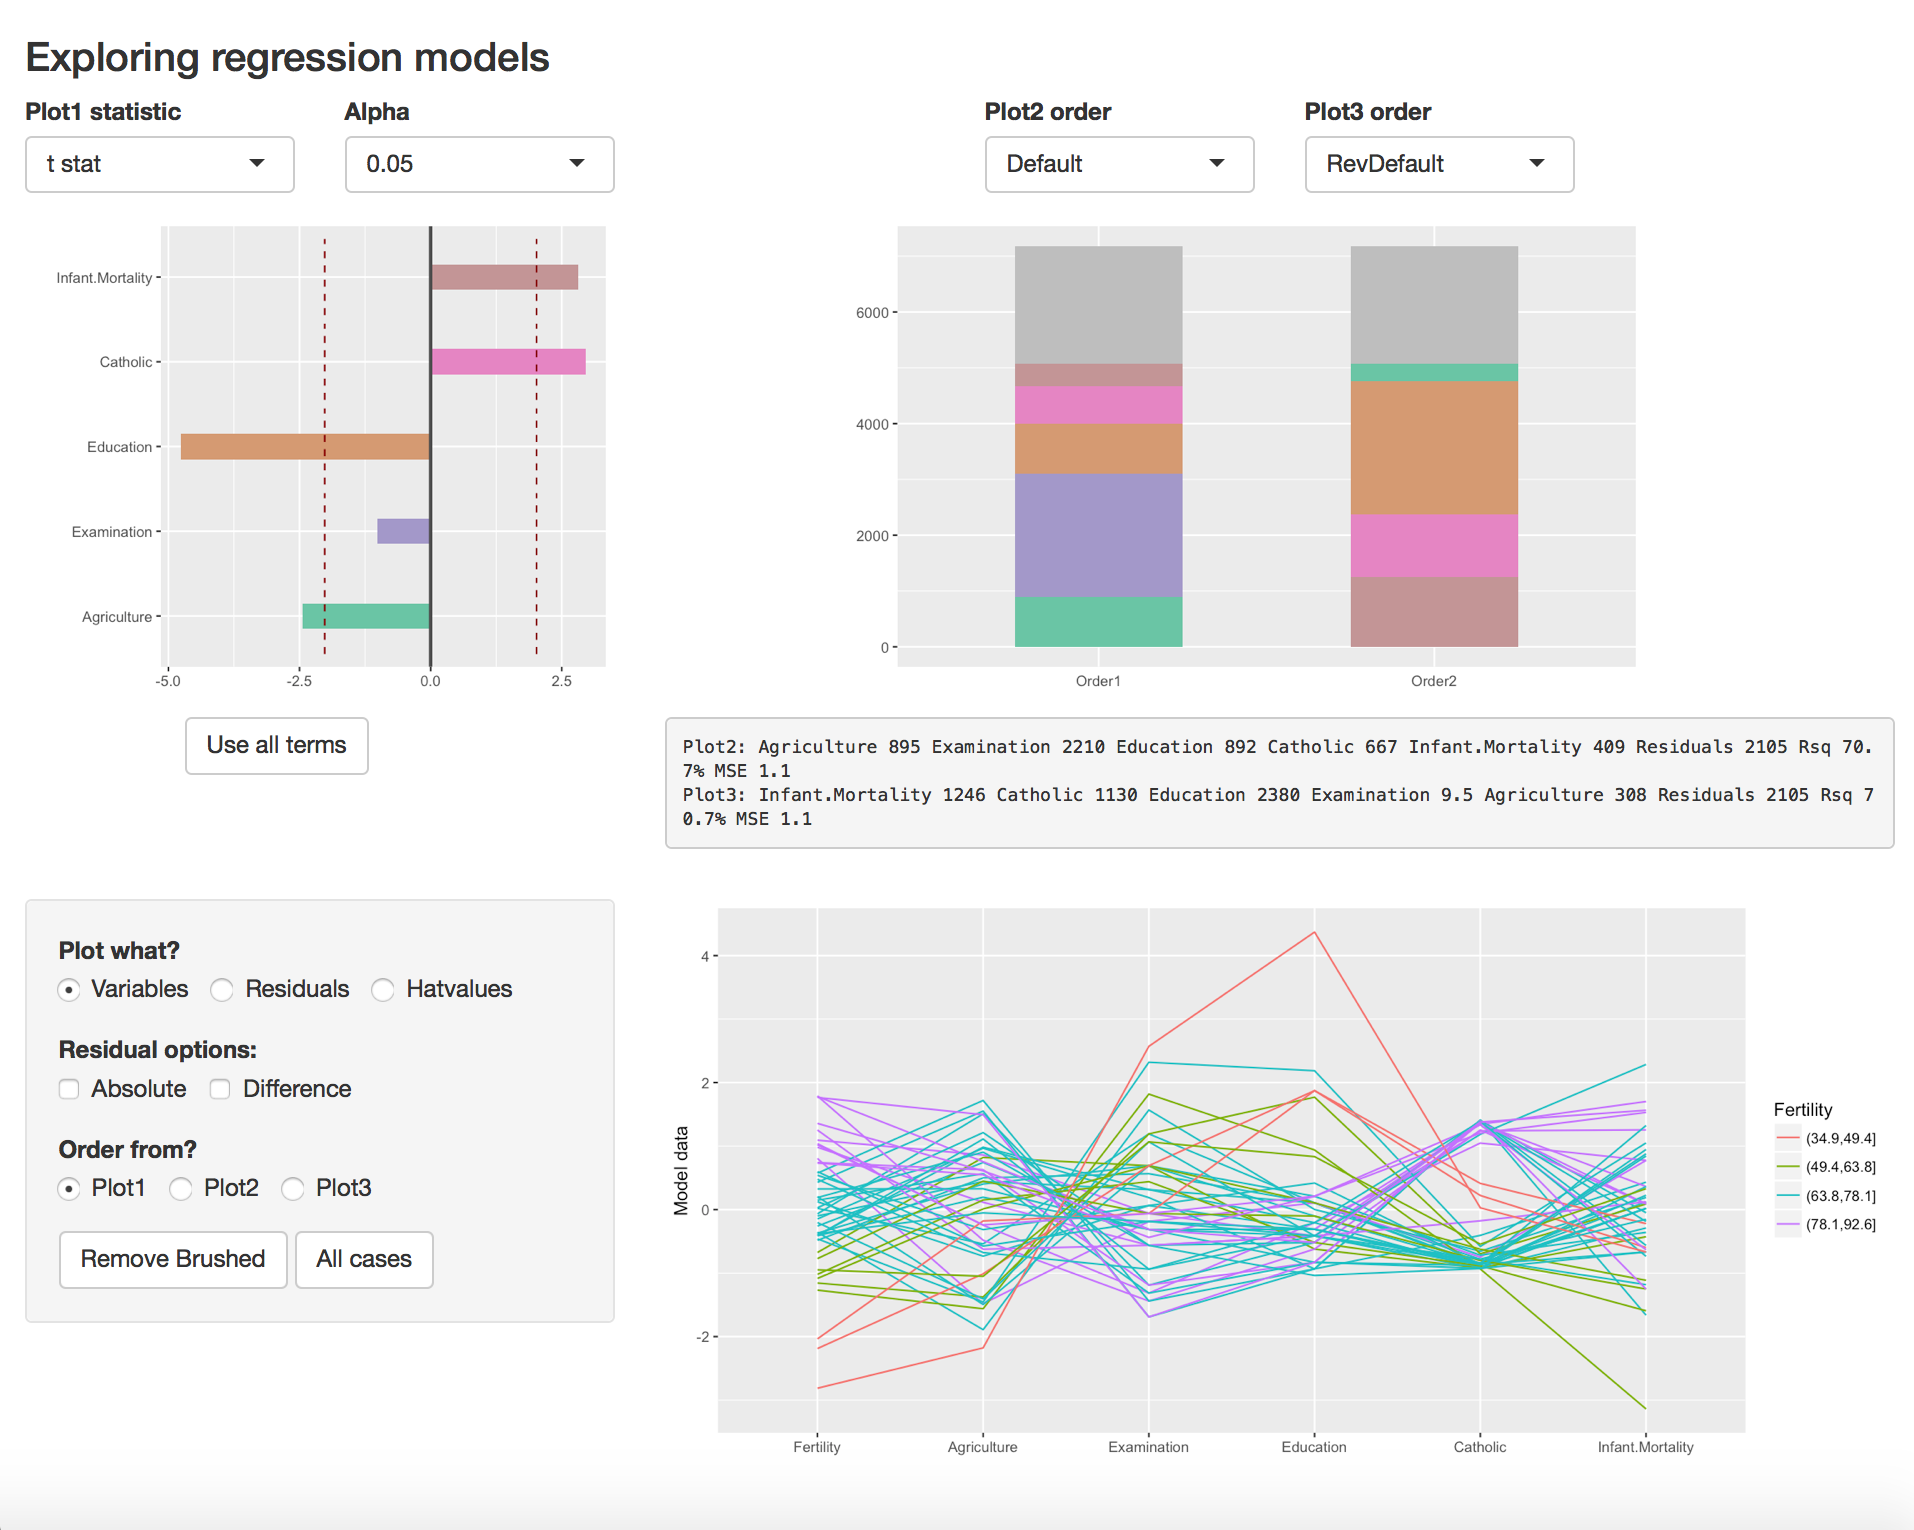 Exploring regression models
Plot1 statistic
Alpha
Plot2 order
Plot3 order
t stat
0.05
Default
RevDefault
Infant.Mortality
Catholic
Education
Examination
Agriculture
-5.0
-2.5
0.0
2.5
6000
4000
2000
0
Order1
Order2
Use all terms
Plot2: Agriculture 895 Examination 2210 Education 892 Catholic 667 Infant.Mortality 409 Residuals 2105 Rsq 70.
7% MSE 1.1
Plot3: Infant.Mortality 1246 Catholic 1130 Education 2380 Examination 9.5 Agriculture 308 Residuals 2105 Rsq 7
0.7% MSE 1.1
Plot what?
Variables
Residuals
Hatvalues
Residual options:
Absolute
Difference
Order from?
Plot1
Plot2
Plot3
Remove Brushed
All cases
Model data
4
2
0
-2
Fertility
Agriculture
Examination
Education
Catholic
Infant.Mortality
Fertility
(34.9,49.4]
(49.4,63.8]
(63.8,78.1]
(78.1,92.6]